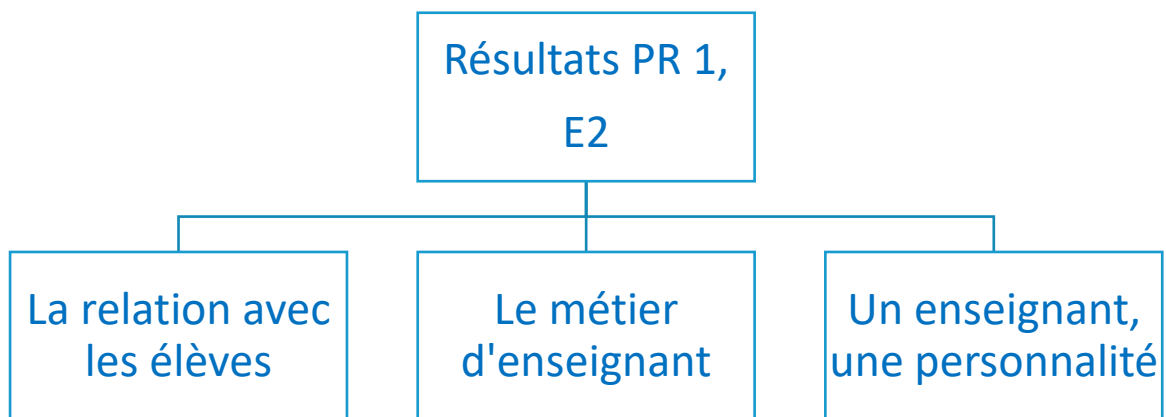 Résultats PR 1,
E2
La relation avec
les élèves
Le métier
d'enseignant
Un enseignant,
une personnalité